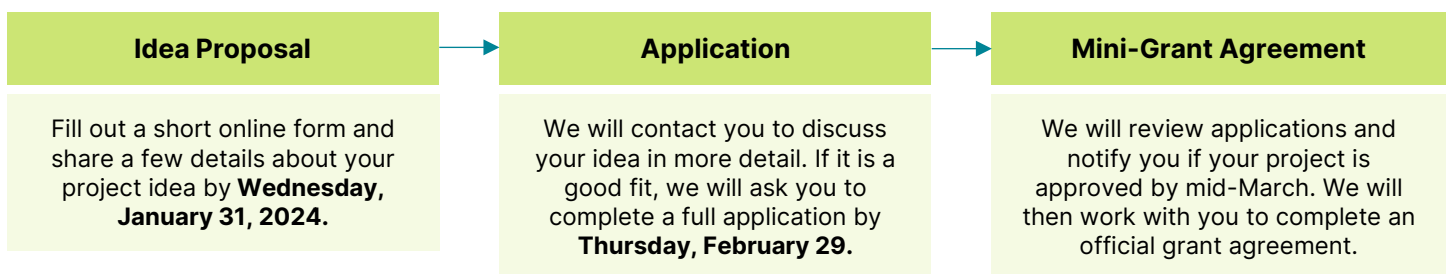 Idea Proposal
Fill out a short online form and
share a few details about your
project idea by Wednesday,
January 31, 2024.
Application
We will contact you to discuss
your idea in more detail. If it is a
good fit, we will ask you to
complete a full application by
Thursday, February 29.
Mini-Grant Agreement
We will review applications and
notify you if your project is
approved by mid-March. We will
then work with you to complete an
official grant agreement.